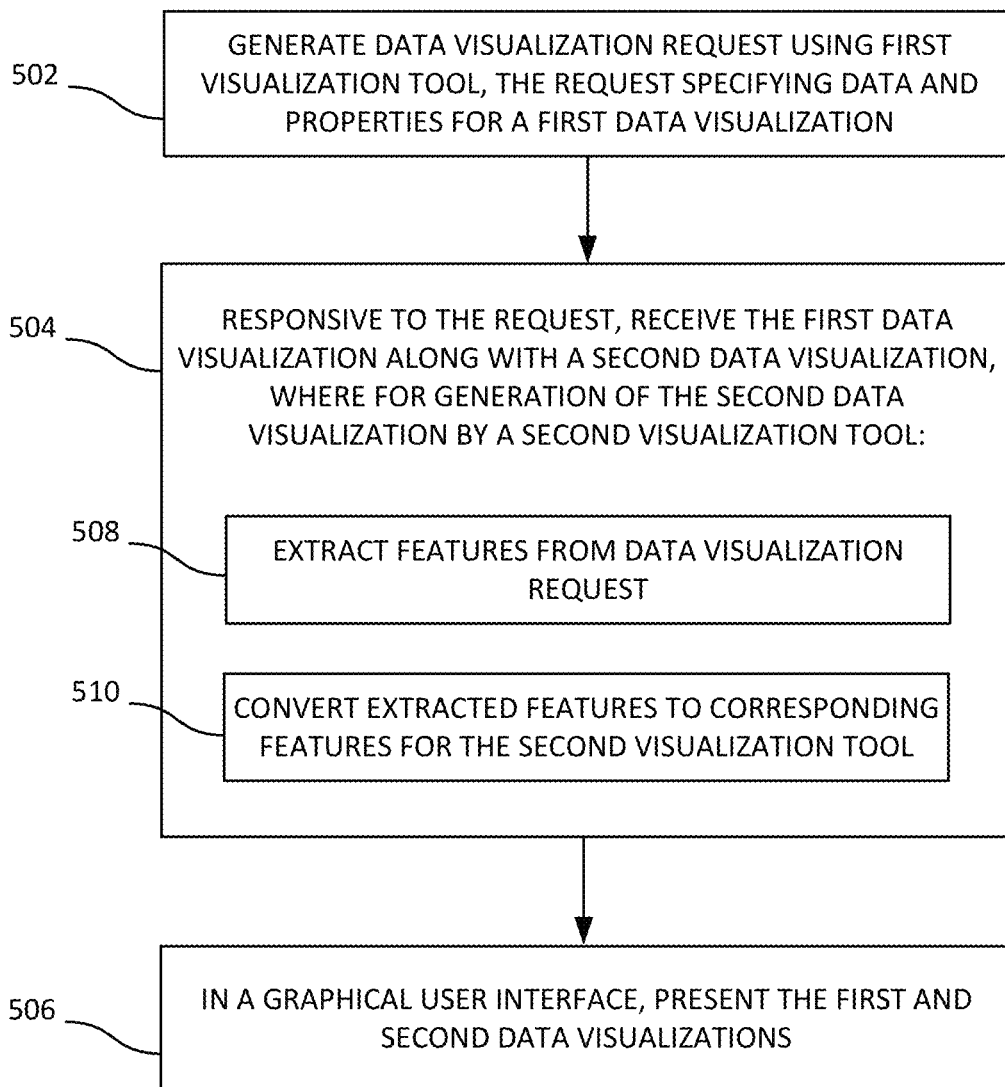 502
GENERATE DATA VISUALIZATION REQUEST USING FIRST
VISUALIZATION TOOL, THE REQUEST SPECIFYING DATA AND
PROPERTIES FOR A FIRST DATA VISUALIZATION
504
RESPONSIVE TO THE REQUEST, RECEIVE THE FIRST DATA
VISUALIZATION ALONG WITH A SECOND DATA VISUALIZATION,
WHERE FOR GENERATION OF THE SECOND DATA
VISUALIZATION BY A SECOND VISUALIZATION TOOL:
508
EXTRACT FEATURES FROM DATA VISUALIZATION
REQUEST
510
CONVERT EXTRACTED FEATURES TO CORRESPONDING
FEATURES FOR THE SECOND VISUALIZATION TOOL
506
IN A GRAPHICAL USER INTERFACE, PRESENT THE FIRST AND
SECOND DATA VISUALIZATIONS